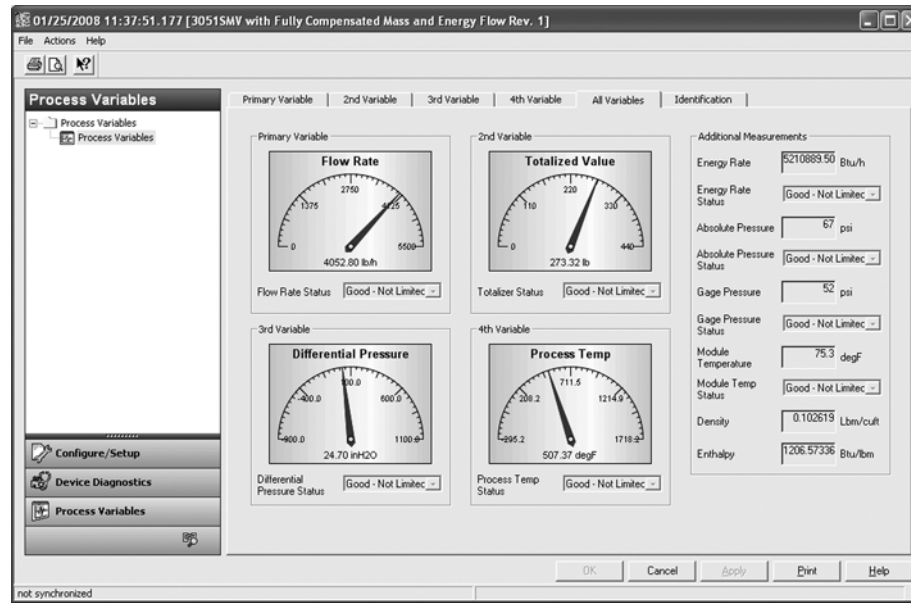 01/25/2008 11:37:51.177 [3051SMV with Fully Compensated Mass and Energy Flow Rev. 1]
File Actions Help
Process Variables
Process Variables
Process Variables
Configure/Setup
Device Diagnostics
Process Variables
Primary Variable 2nd Variable 3rd Variable 4th Variable All Variables Identification
Primary Variable
Flow Rate
0 1375 2750 4125 5500
4052.80 lb/h
Flow Rate Status Good - Not Limitec
2nd Variable
Totalized Value
0 110 220 330 440
273.32 lb
Totalizer Status Good - Not Limitec
3rd Variable
Differential Pressure
-900.0 -400.0 100.0 600.0 1100.0
24.70 inH2O
Differential
Pressure Status Good - Not Limitec
4th Variable
Process Temp
-295.2 208.2 711.5 1214.9 1718.2
507.37 degF
Process Temp
Status Good - Not Limitec
Additional Measurements
Energy Rate 5210889.50 Btu/h
Energy Rate
Status Good - Not Limitec
Absolute Pressure 67 psi
Absolute Pressure
Status Good - Not Limitec
Gage Pressure 52 psi
Gage Pressure
Status Good - Not Limitec
Module
Temperature 75.3 degF
Module Temp
Status Good - Not Limitec
Density 0.102619 Lbm/cuft
Enthalpy 1206.57336 Btu/lbm
OK Cancel Apply Print Help
not synchronized